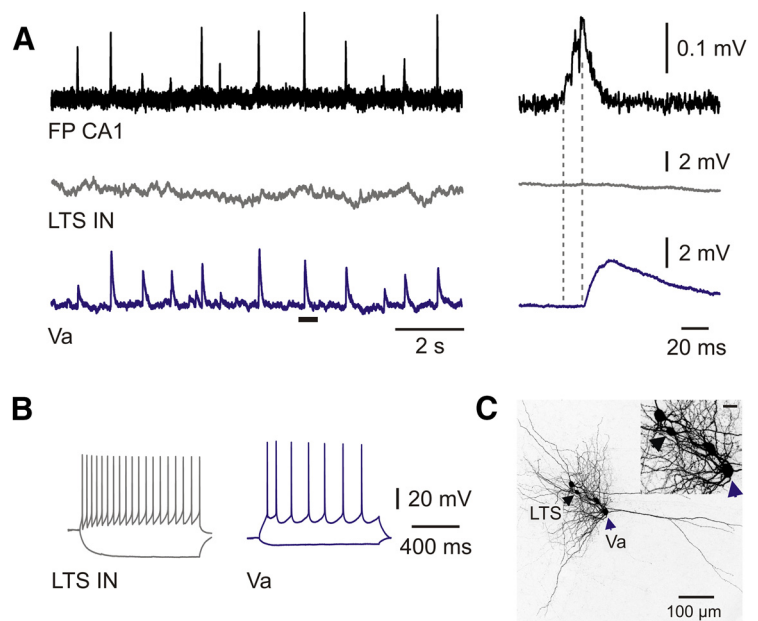 A
0.1 mV
FP CA1
2 mV
LTS IN
2 mV
Va
2 s
20 ms
B
C
20 mV
400 ms
LTS IN
Va
LTS
Va
100 µm